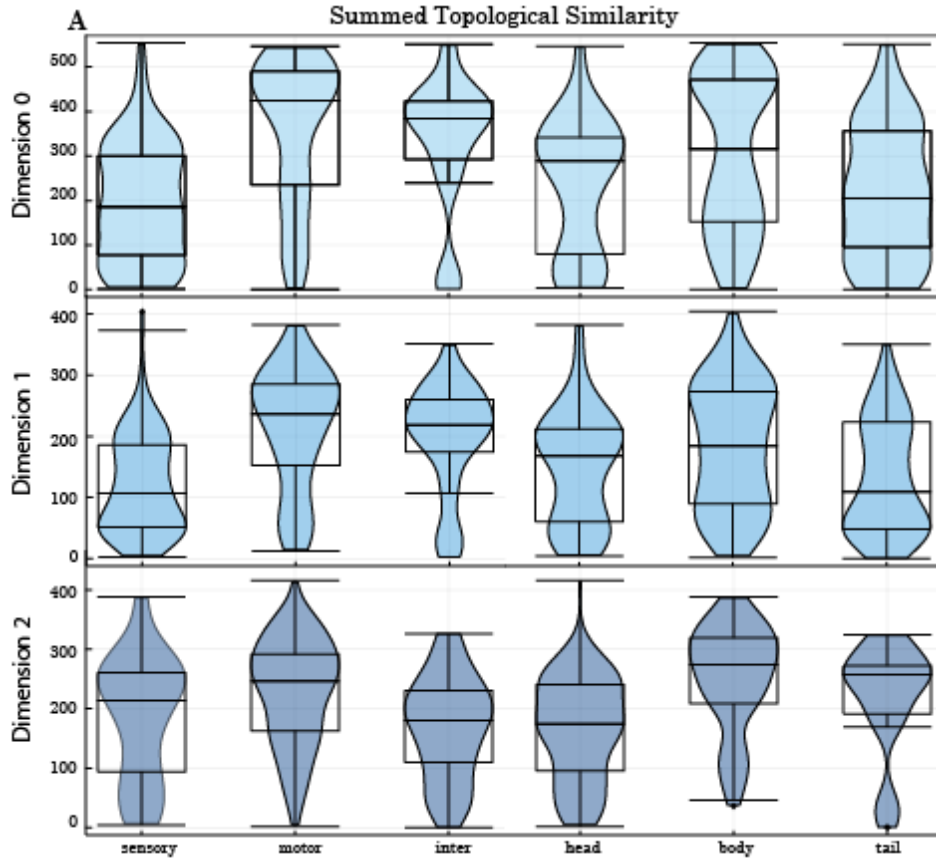 A
Summed Topological Similarity
Dimension 0
500
400
300
200
100
0
Dimension 1
400
300
200
100
0
Dimension 2
400
300
200
100
0
sensory motor inter head body tail